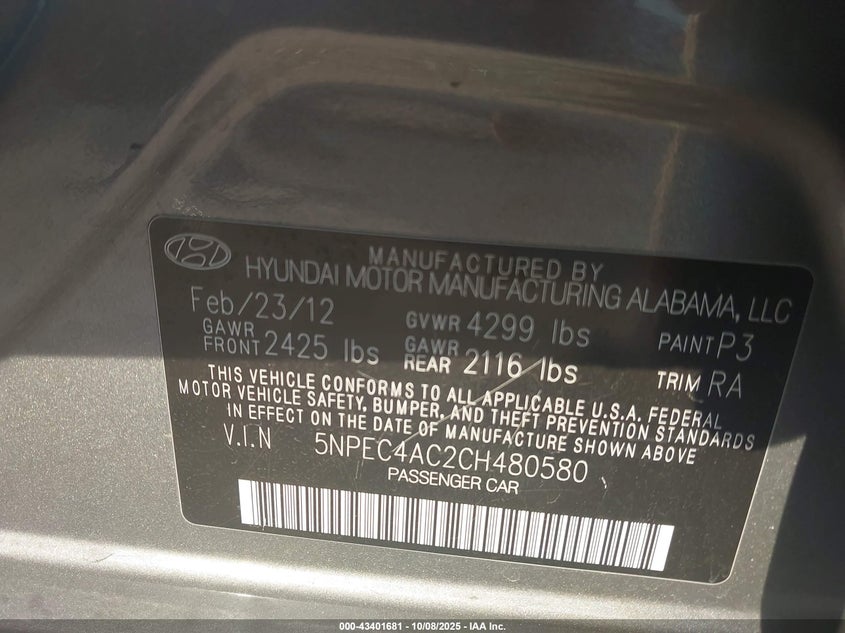 MANUFACTURED BY
HYUNDAI MOTOR MANUFACTURING ALABAMA, LLC
Feb/23/12 GVWR 4299 lbs PAINT P3
GAWR FRONT 2425 lbs GAWR REAR 2116 lbs TRIM RA
THIS VEHICLE CONFORMS TO ALL APPLICABLE U.S.A. FEDERAL
MOTOR VEHICLE SAFETY, BUMPER, AND THEFT PREVENTION STANDARDS
IN EFFECT ON THE DATE OF MANUFACTURE SHOWN ABOVE
V.I.N 5NPEC4AC2CH480580
PASSENGER CAR
000-43401681 - 10/08/2025 - IAA Inc.